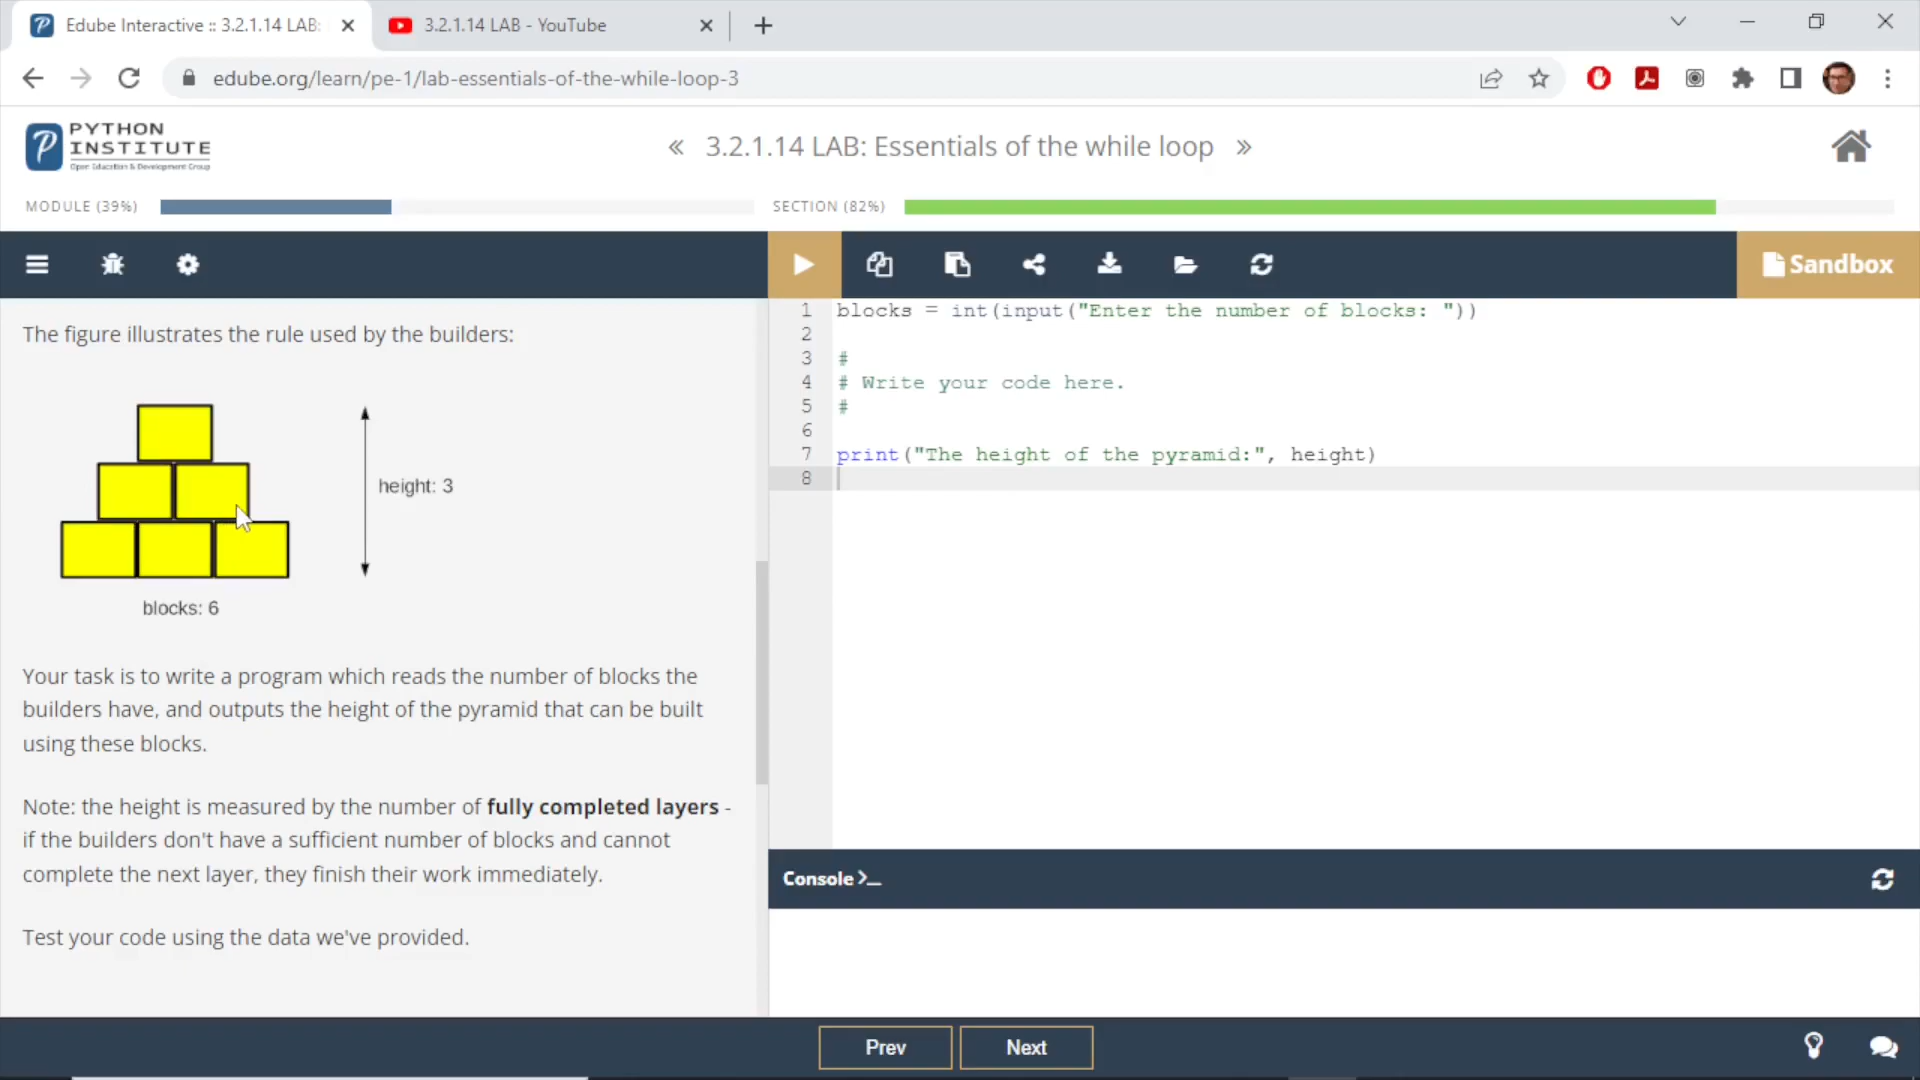 Edube Interactive :: 3.2.1.14 LAB:
3.2.1.14 LAB - YouTube
edube.org/learn/pe-1/lab-essentials-of-the-while-loop-3
PYTHON
INSTITUTE
Open Education & Development Group
« 3.2.1.14 LAB: Essentials of the while loop »
MODULE (39%)
SECTION (82%)
Sandbox
The figure illustrates the rule used by the builders:
height: 3
blocks: 6
Your task is to write a program which reads the number of blocks the
builders have, and outputs the height of the pyramid that can be built
using these blocks.
Note: the height is measured by the number of fully completed layers -
if the builders don't have a sufficient number of blocks and cannot
complete the next layer, they finish their work immediately.
Test your code using the data we've provided.
1 blocks = int(input("Enter the number of blocks: "))
2
3 #
4 # Write your code here.
5 #
6
7 print("The height of the pyramid:", height)
8
Console >_
Prev
Next